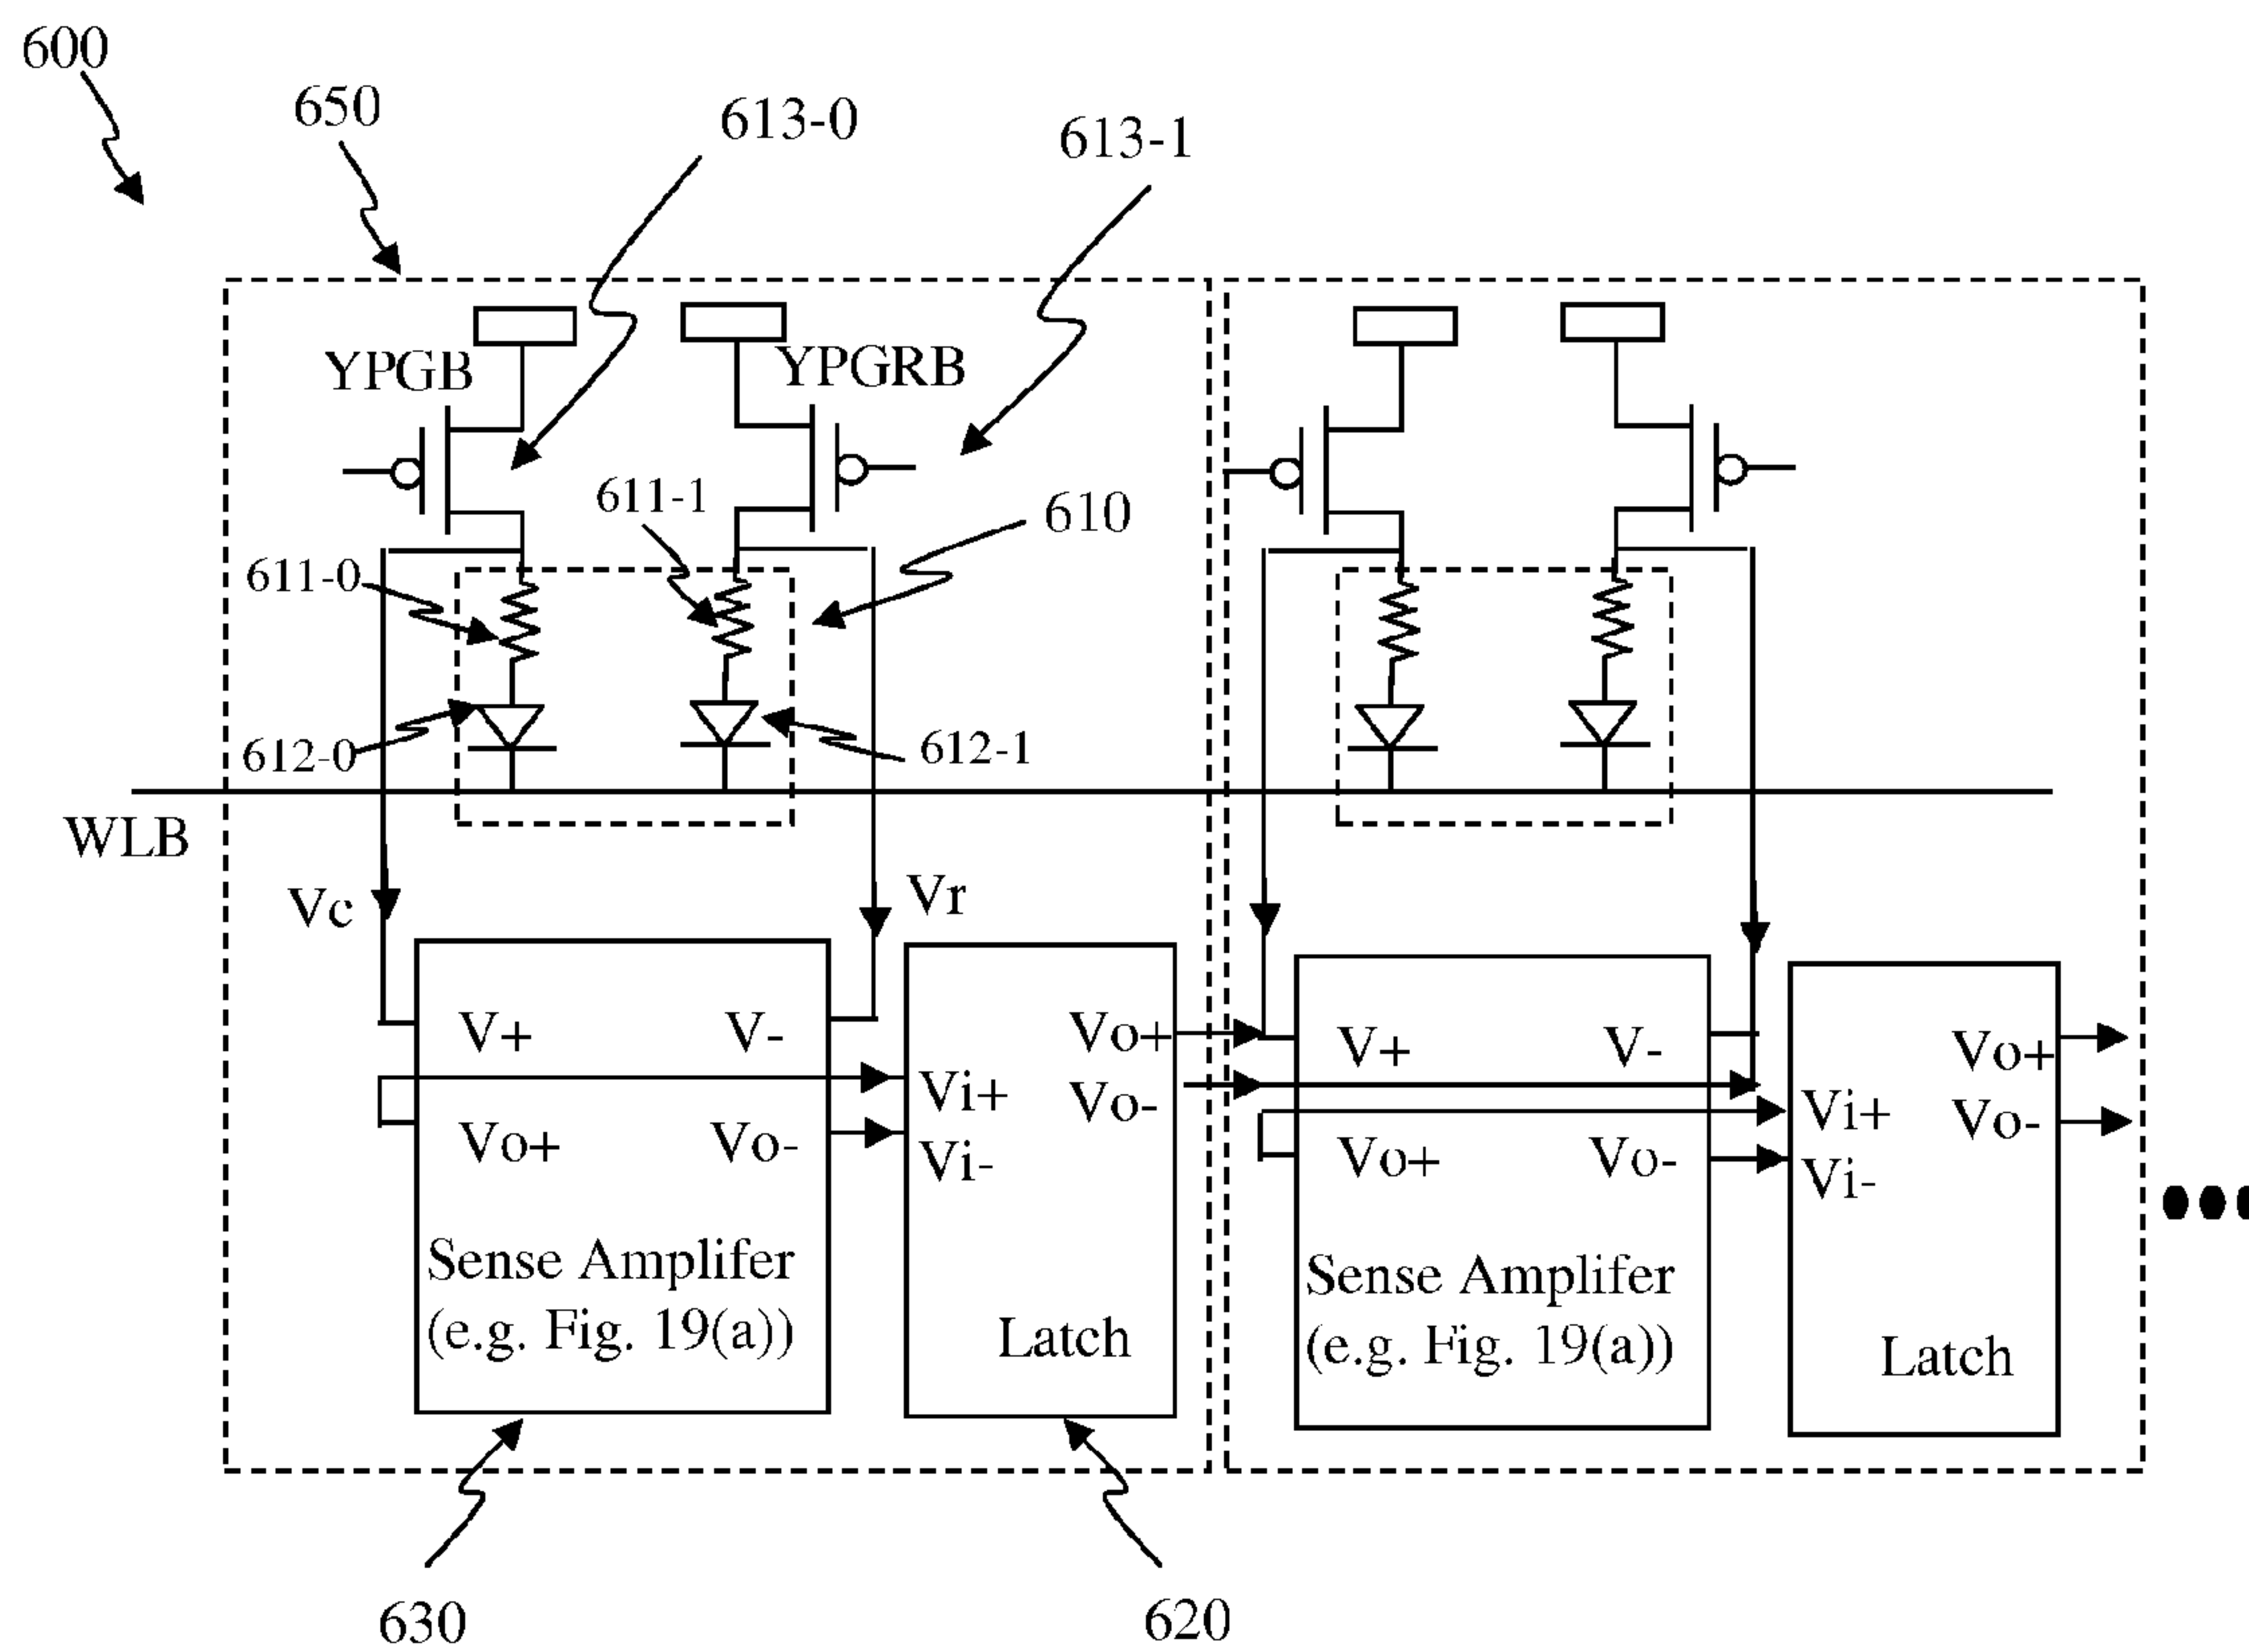 600
650
613-0
613-1
YPGB
YPGRB
611-1
610
611-0
612-0
612-1
WLB
Vc
Vr
V+
V-
Vo+
Vo-
Vi+
Vi-
Vo+
Vo-
Sense Amplifer
(e.g. Fig. 19(a))
Latch
V+
V-
Vo+
Vo-
Vi+
Vi-
Vo+
Vo-
Sense Amplifer
(e.g. Fig. 19(a))
Latch
630
620